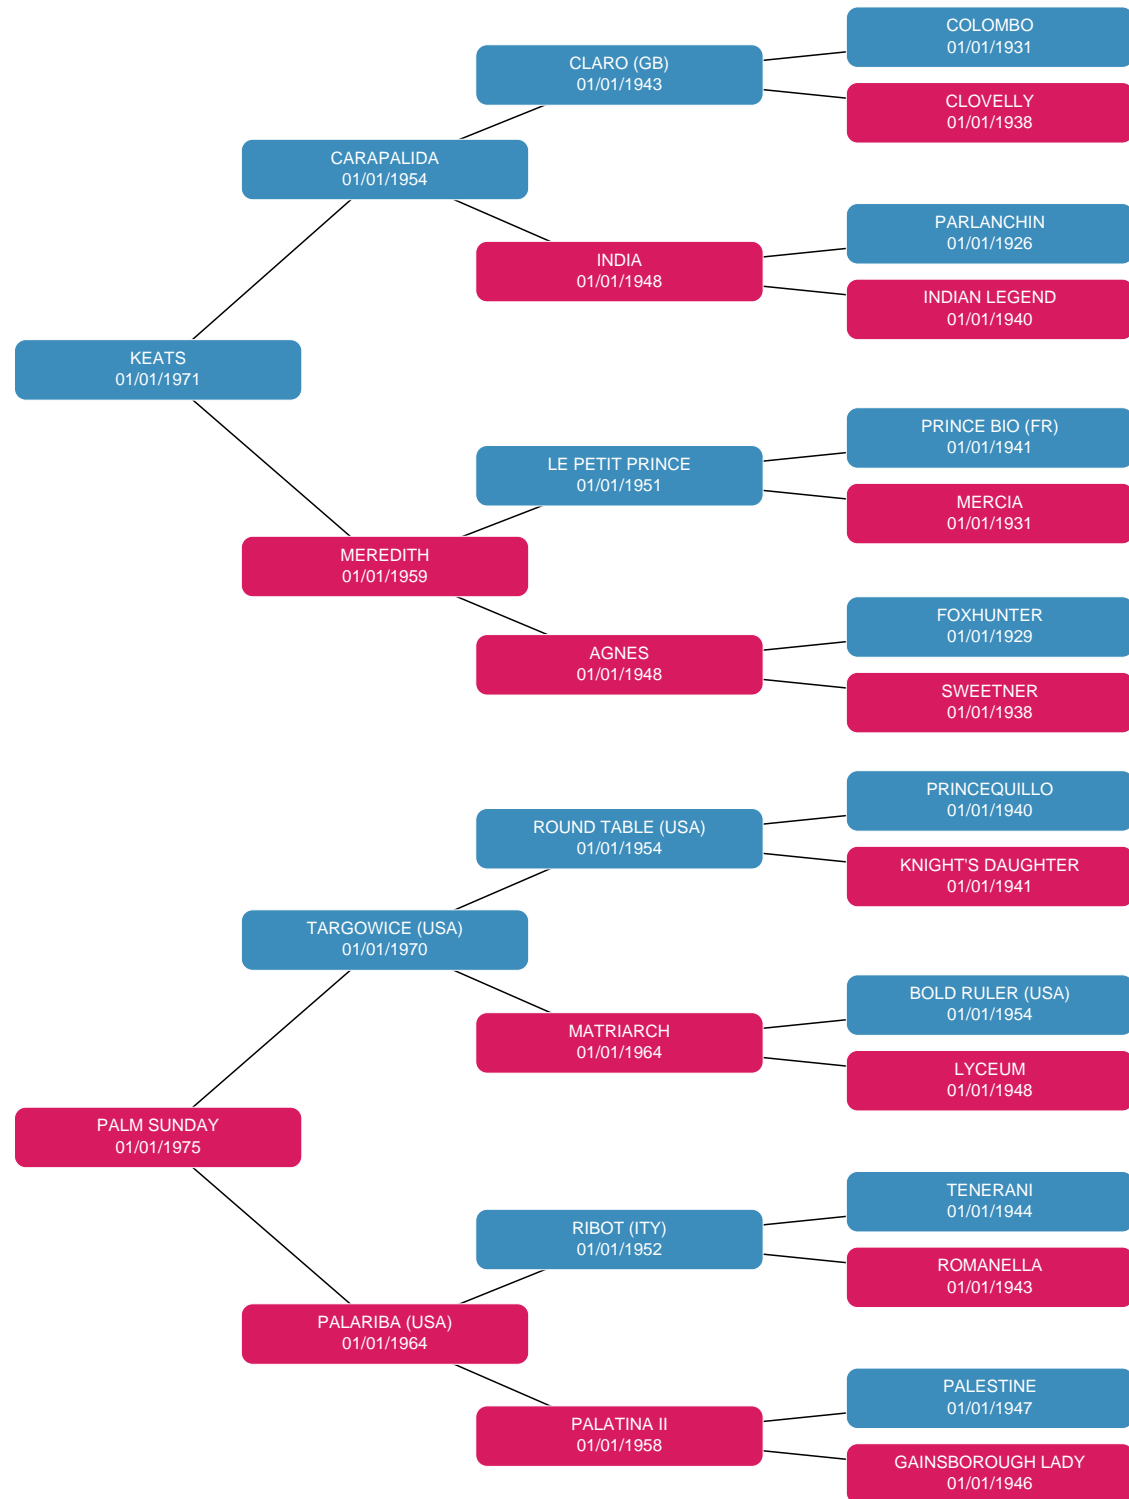 COLOMBO
01/01/1931
CLARO (GB)
01/01/1943
CLOVELLY
01/01/1938
CARAPALIDA
01/01/1954
PARLANCHIN
01/01/1926
INDIA
01/01/1948
INDIAN LEGEND
01/01/1940
KEATS
01/01/1971
PRINCE BIO (FR)
01/01/1941
LE PETIT PRINCE
01/01/1951
MERCIA
01/01/1931
MEREDITH
01/01/1959
FOXHUNTER
01/01/1929
AGNES
01/01/1948
SWEETNER
01/01/1938
PRINCEQUILLO
01/01/1940
ROUND TABLE (USA)
01/01/1954
KNIGHT'S DAUGHTER
01/01/1941
TARGOWICE (USA)
01/01/1970
BOLD RULER (USA)
01/01/1954
MATRIARCH
01/01/1964
LYCEUM
01/01/1948
PALM SUNDAY
01/01/1975
TENERANI
01/01/1944
RIBOT (ITY)
01/01/1952
ROMANELLA
01/01/1943
PALARIBA (USA)
01/01/1964
PALESTINE
01/01/1947
PALATINA II
01/01/1958
GAINSBOROUGH LADY
01/01/1946